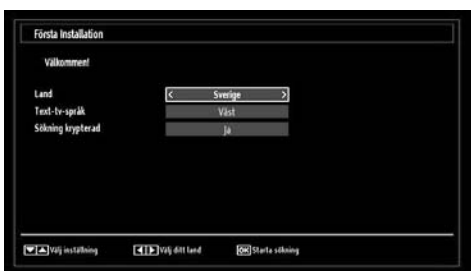 Första Installation
Välkommen!
Land < Sverige >
Text-tv-språk Väst
Sökning krypterad Ja
Välj inställning Välj ditt land OK Starta sökning